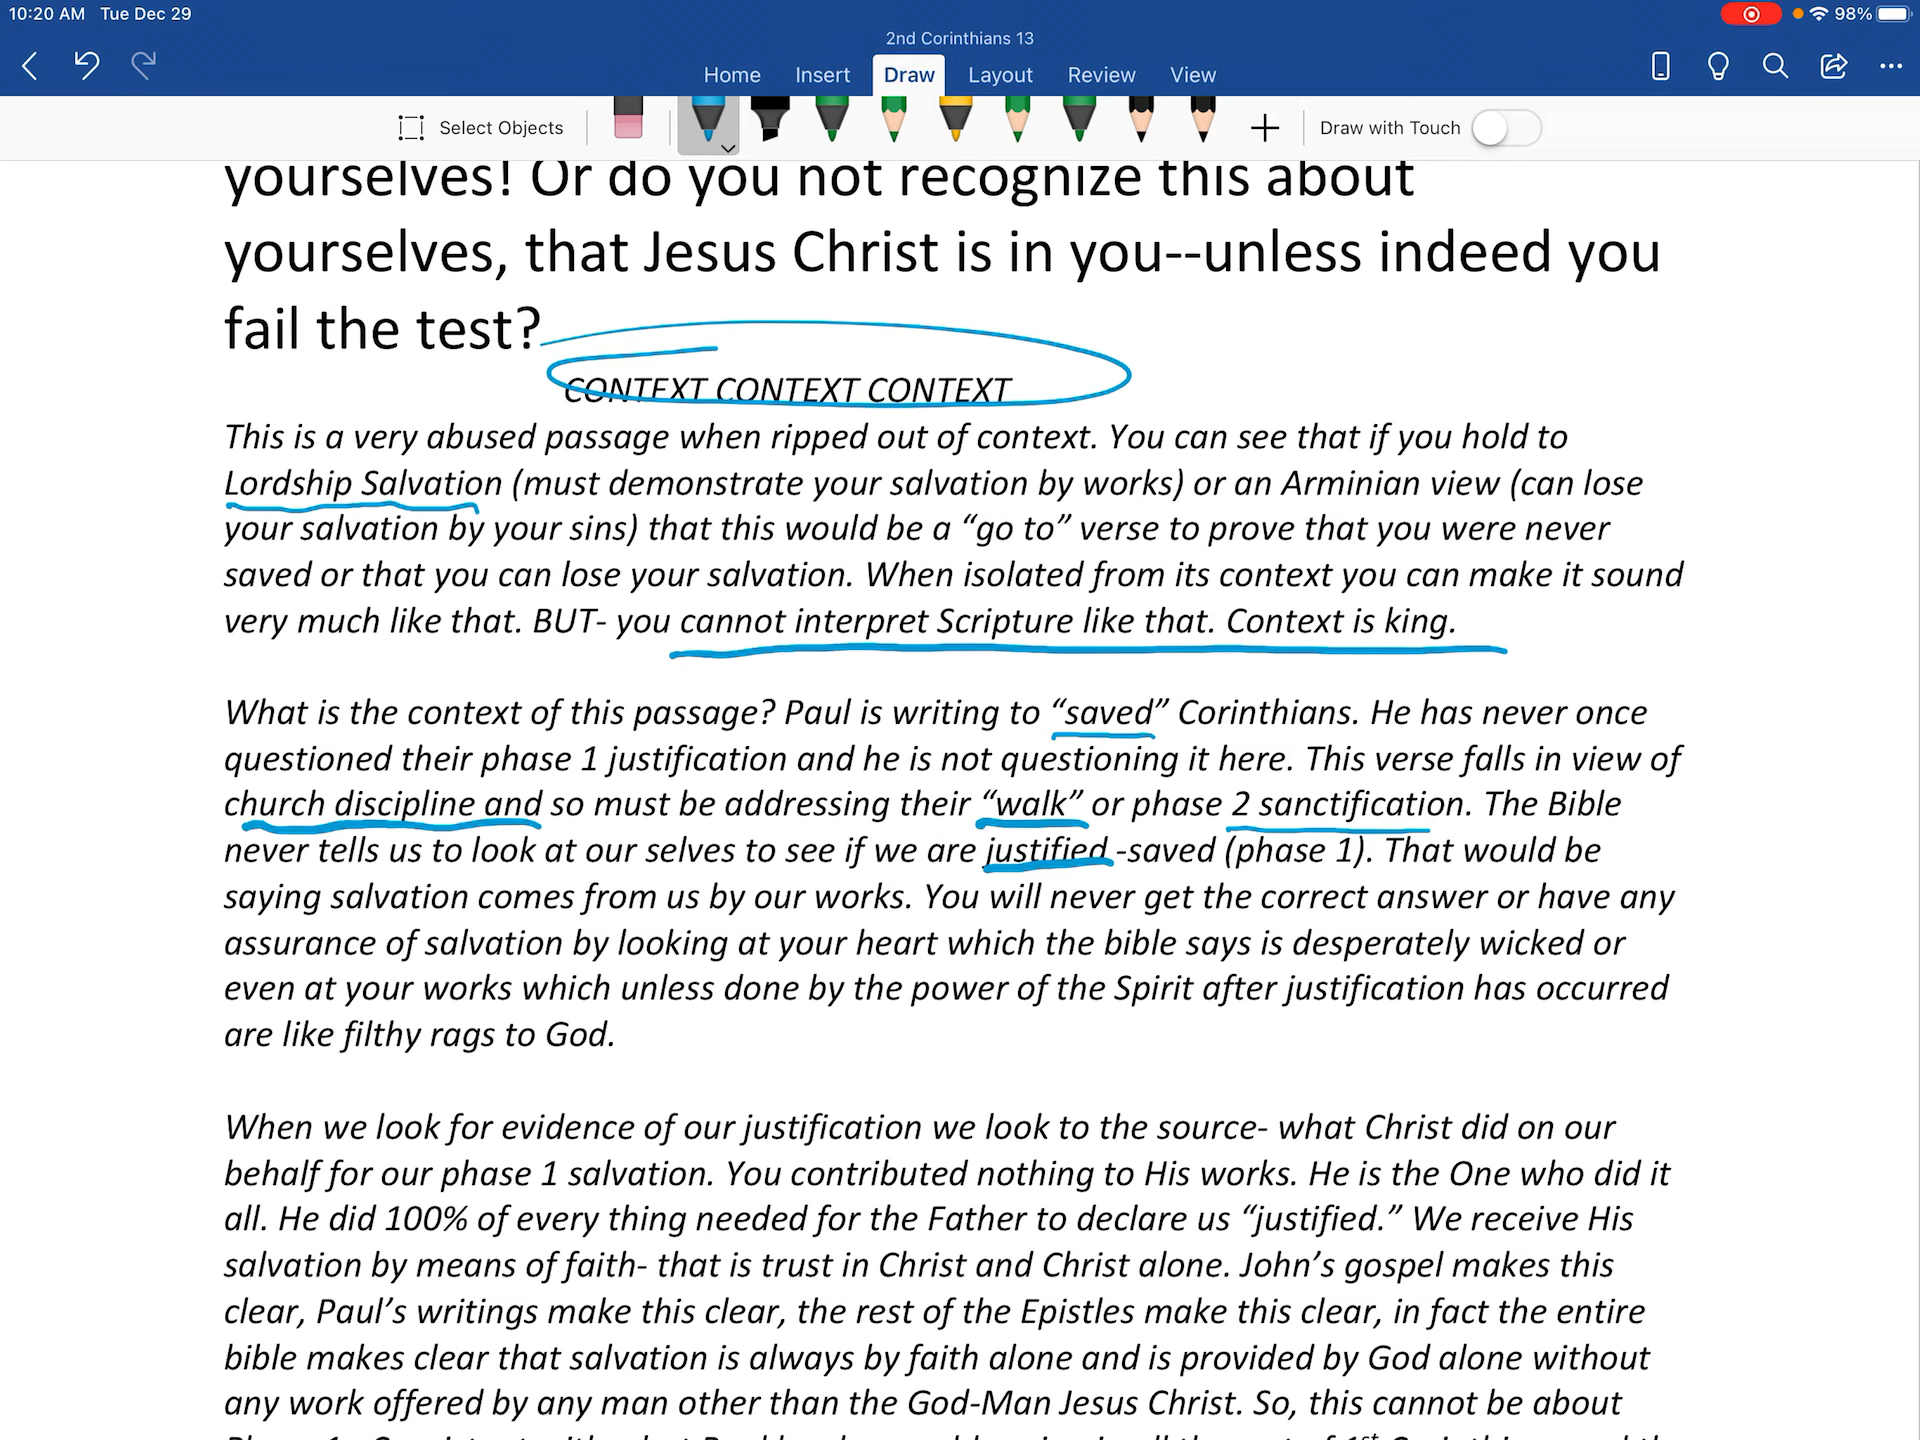 10:20 AM Tue Dec 29
98%
2nd Corinthians 13
Home Insert Draw Layout Review View
Select Objects
Draw with Touch
yourselves! Or do you not recognize this about
yourselves, that Jesus Christ is in you--unless indeed you
fail the test?
CONTEXT CONTEXT CONTEXT
This is a very abused passage when ripped out of context. You can see that if you hold to
Lordship Salvation (must demonstrate your salvation by works) or an Arminian view (can lose
your salvation by your sins) that this would be a “go to” verse to prove that you were never
saved or that you can lose your salvation. When isolated from its context you can make it sound
very much like that. BUT- you cannot interpret Scripture like that. Context is king.
What is the context of this passage? Paul is writing to “saved” Corinthians. He has never once
questioned their phase 1 justification and he is not questioning it here. This verse falls in view of
church discipline and so must be addressing their “walk” or phase 2 sanctification. The Bible
never tells us to look at our selves to see if we are justified -saved (phase 1). That would be
saying salvation comes from us by our works. You will never get the correct answer or have any
assurance of salvation by looking at your heart which the bible says is desperately wicked or
even at your works which unless done by the power of the Spirit after justification has occurred
are like filthy rags to God.
When we look for evidence of our justification we look to the source- what Christ did on our
behalf for our phase 1 salvation. You contributed nothing to His works. He is the One who did it
all. He did 100% of every thing needed for the Father to declare us “justified.” We receive His
salvation by means of faith- that is trust in Christ and Christ alone. John’s gospel makes this
clear, Paul’s writings make this clear, the rest of the Epistles make this clear, in fact the entire
bible makes clear that salvation is always by faith alone and is provided by God alone without
any work offered by any man other than the God-Man Jesus Christ. So, this cannot be about